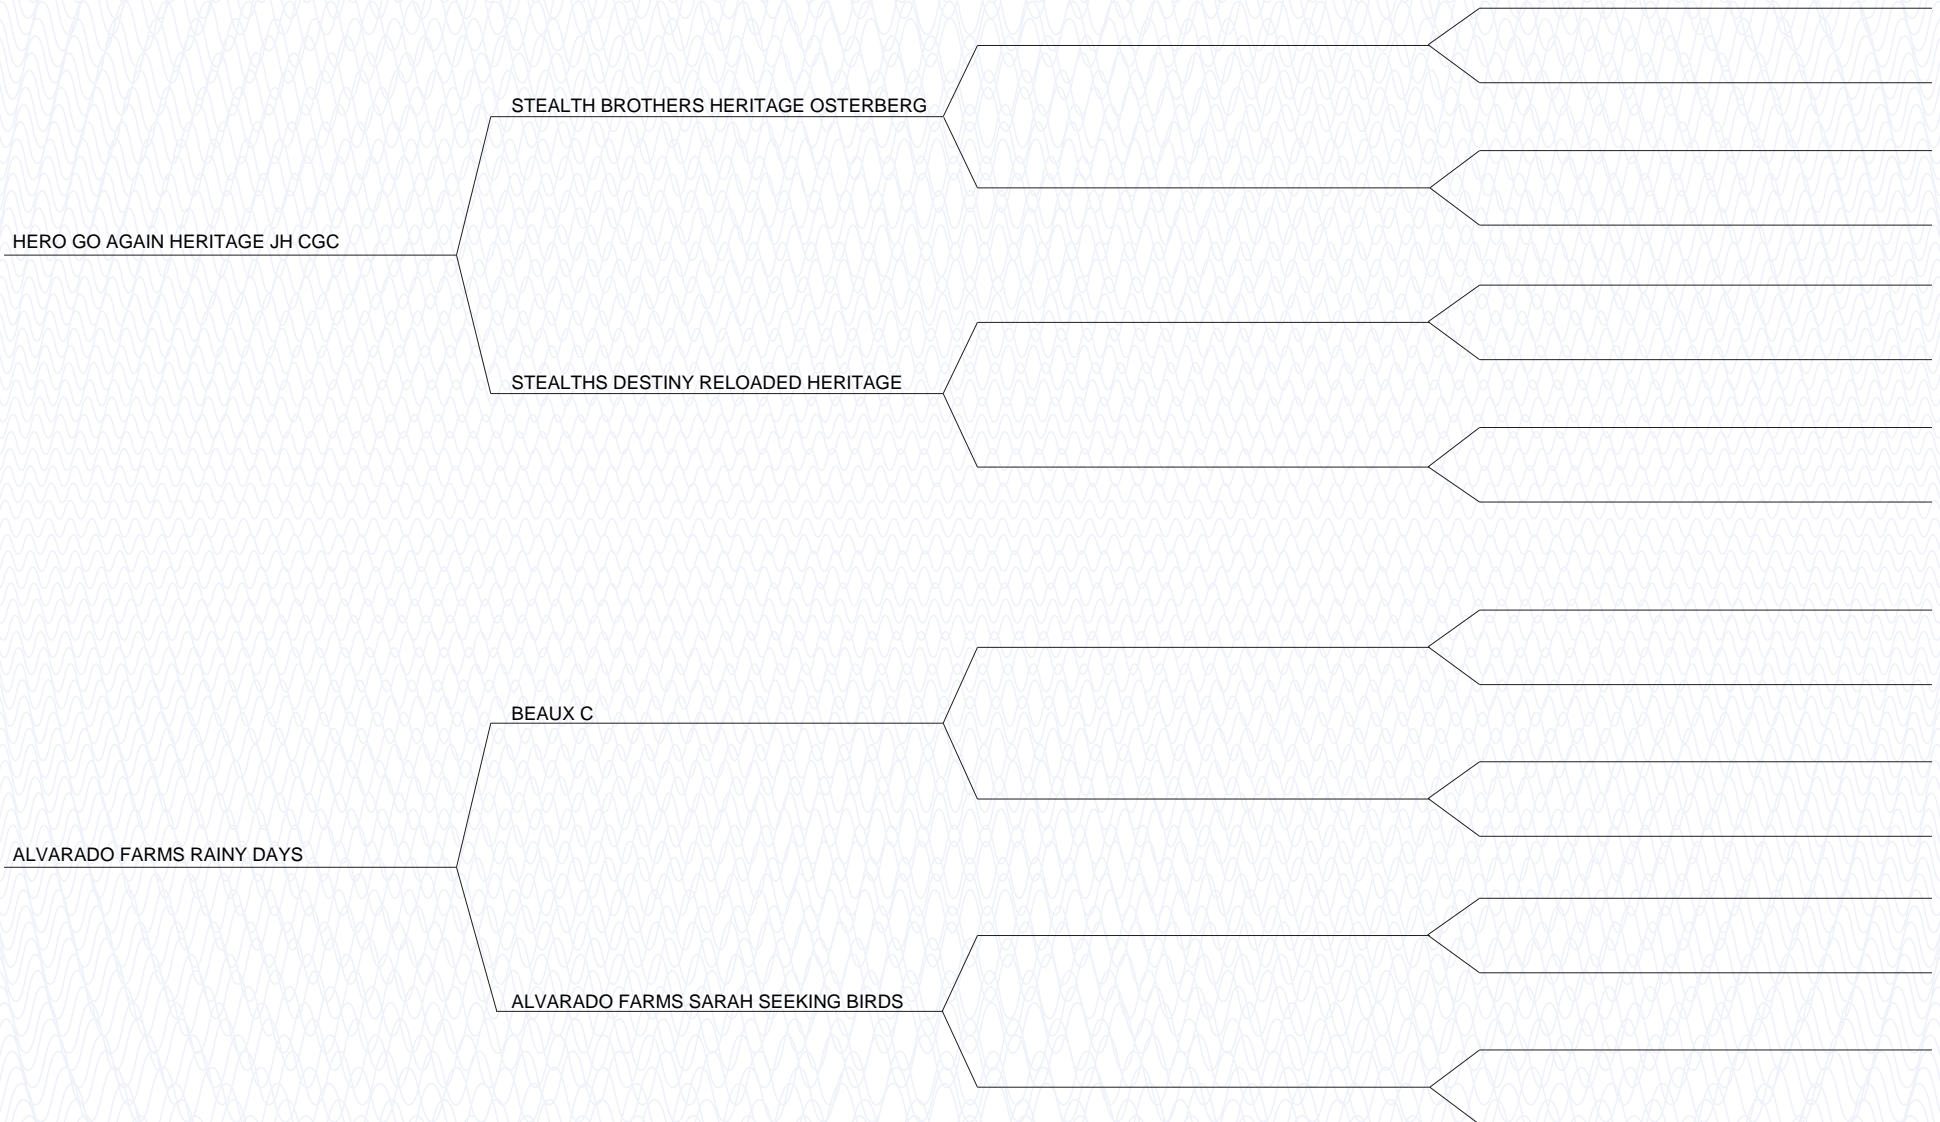 STEALTH BROTHERS HERITAGE OSTERBERG
HERO GO AGAIN HERITAGE JH CGC
STEALTHS DESTINY RELOADED HERITAGE
BEAUX C
ALVARADO FARMS RAINY DAYS
ALVARADO FARMS SARAH SEEKING BIRDS